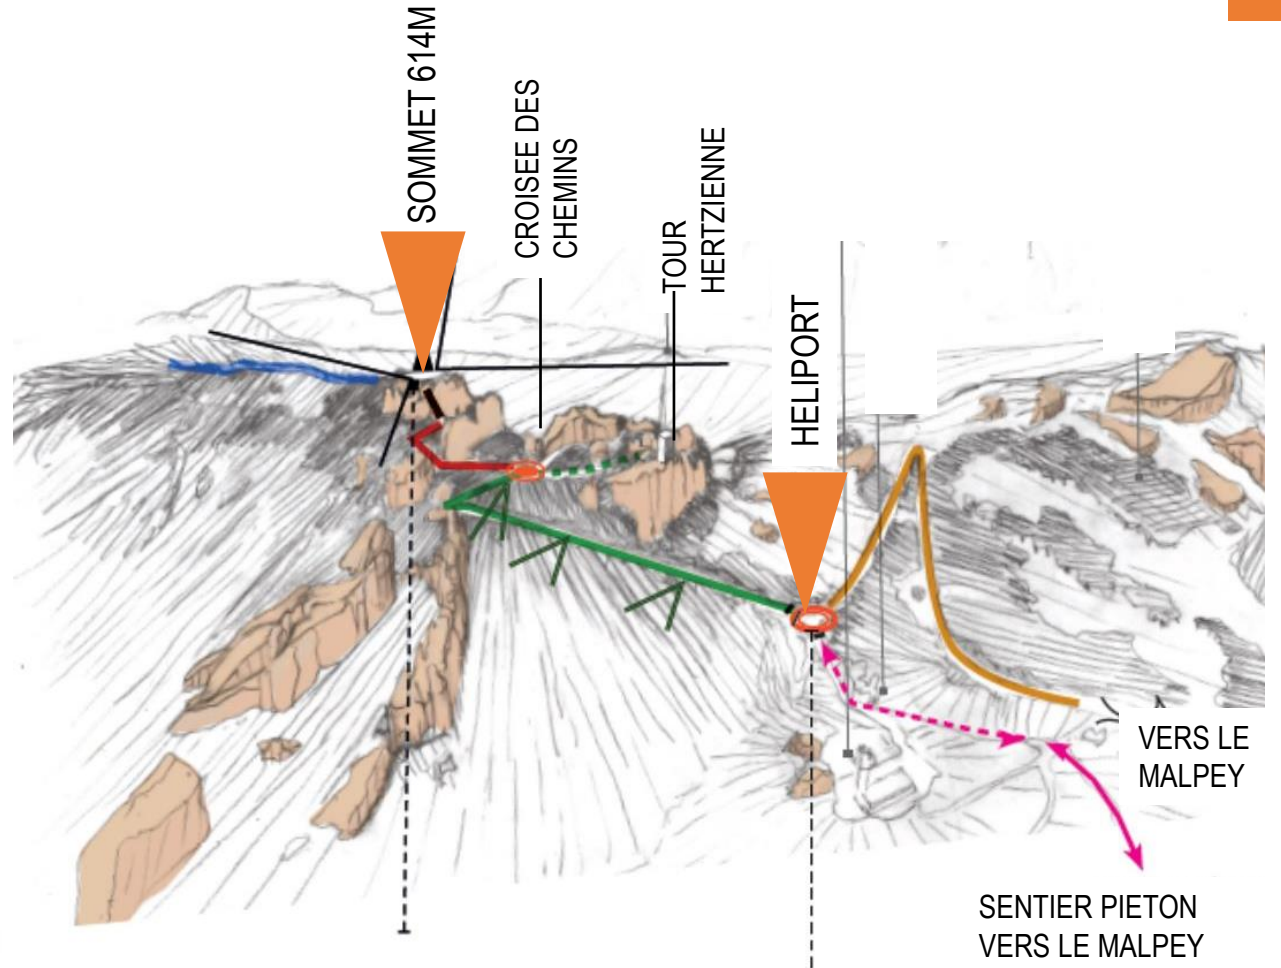 SOMMET 614M
CROISEE DES
CHEMINS
TOUR
HERTZIENNE
HELIPORT
VERS LE
MALPEY
SENTIER PIETON
VERS LE MALPEY